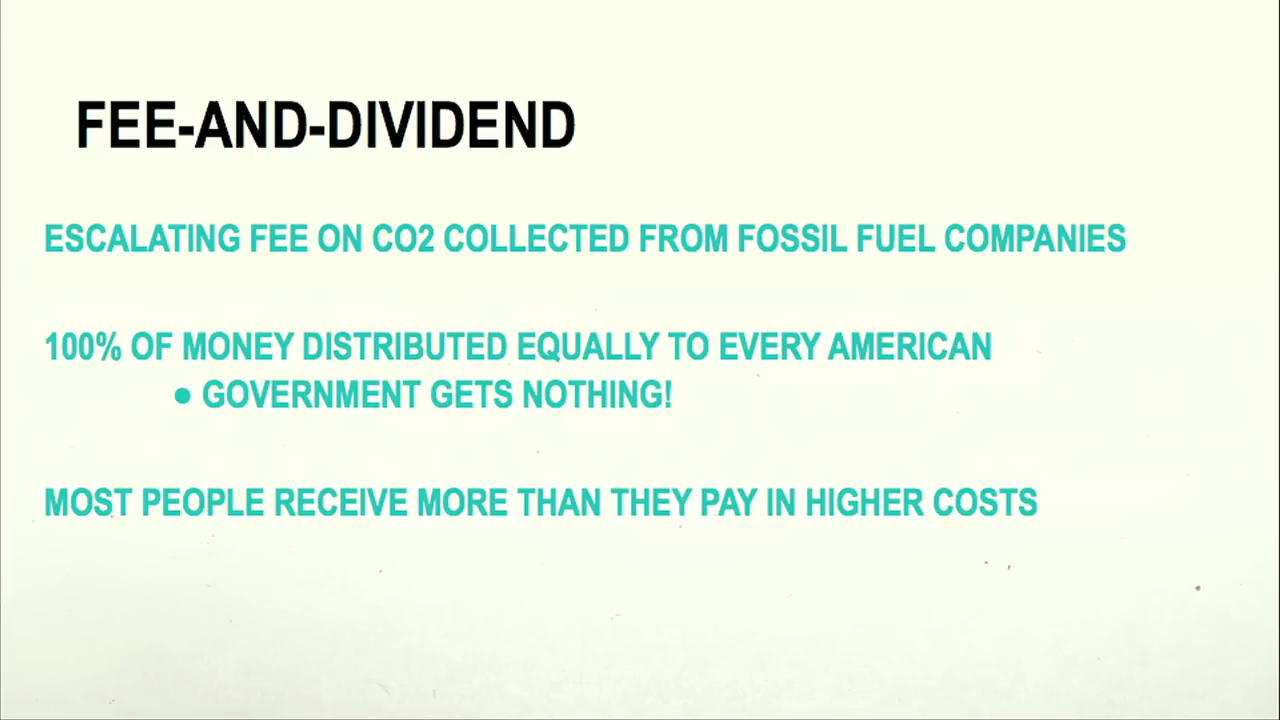 FEE-AND-DIVIDEND
ESCALATING FEE ON CO2 COLLECTED FROM FOSSIL FUEL COMPANIES
100% OF MONEY DISTRIBUTED EQUALLY TO EVERY AMERICAN
● GOVERNMENT GETS NOTHING!
MOST PEOPLE RECEIVE MORE THAN THEY PAY IN HIGHER COSTS